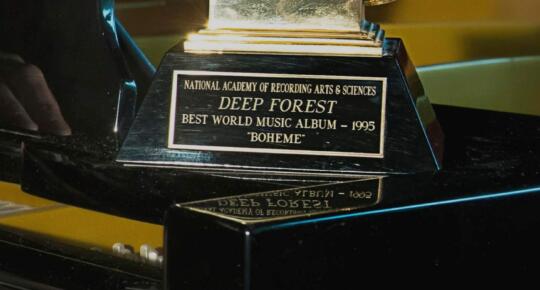 NATIONAL ACADEMY OF RECORDING ARTS & SCIENCES
DEEP FOREST
BEST WORLD MUSIC ALBUM – 1995
"BOHEME"